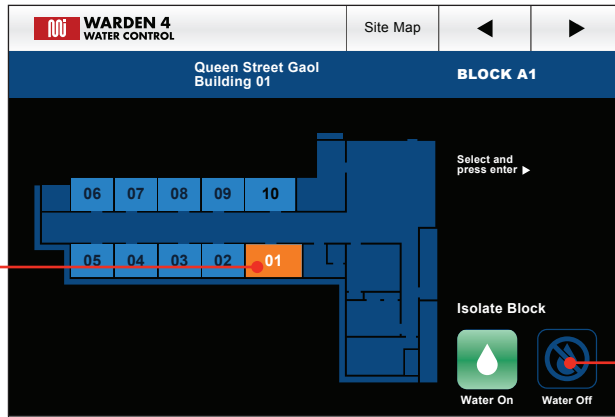 WARDEN 4
WATER CONTROL
Site Map
Queen Street Gaol
Building 01
BLOCK A1
Select and
press enter
06 07 08 09 10
05 04 03 02 01
Isolate Block
Water On
Water Off